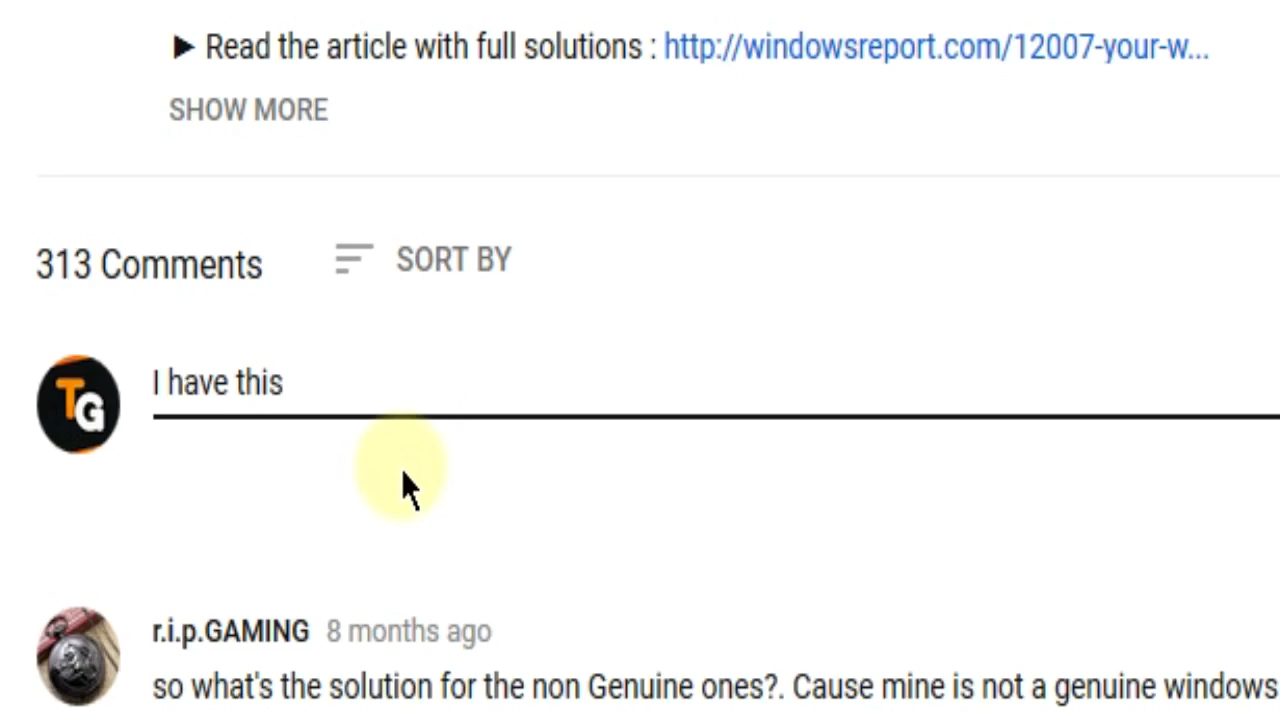 ► Read the article with full solutions : http://windowsreport.com/12007-your-w...
SHOW MORE
313 Comments SORT BY
TG
I have this
r.i.p.GAMING 8 months ago
so what's the solution for the non Genuine ones?. Cause mine is not a genuine windows